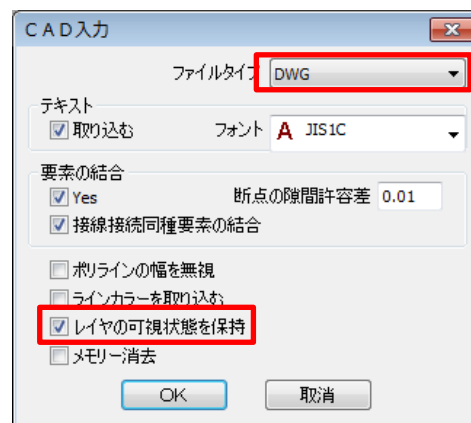 CAD入力
ファイルタイプ DWG
テキスト
取り込む フォント A JIS1C
要素の結合
Yes 断点の隙間許容差 0.01
接線接続同種要素の結合
ポリラインの幅を無視
ラインカラーを取り込む
レイヤの可視状態を保持
メモリー消去
OK 取消